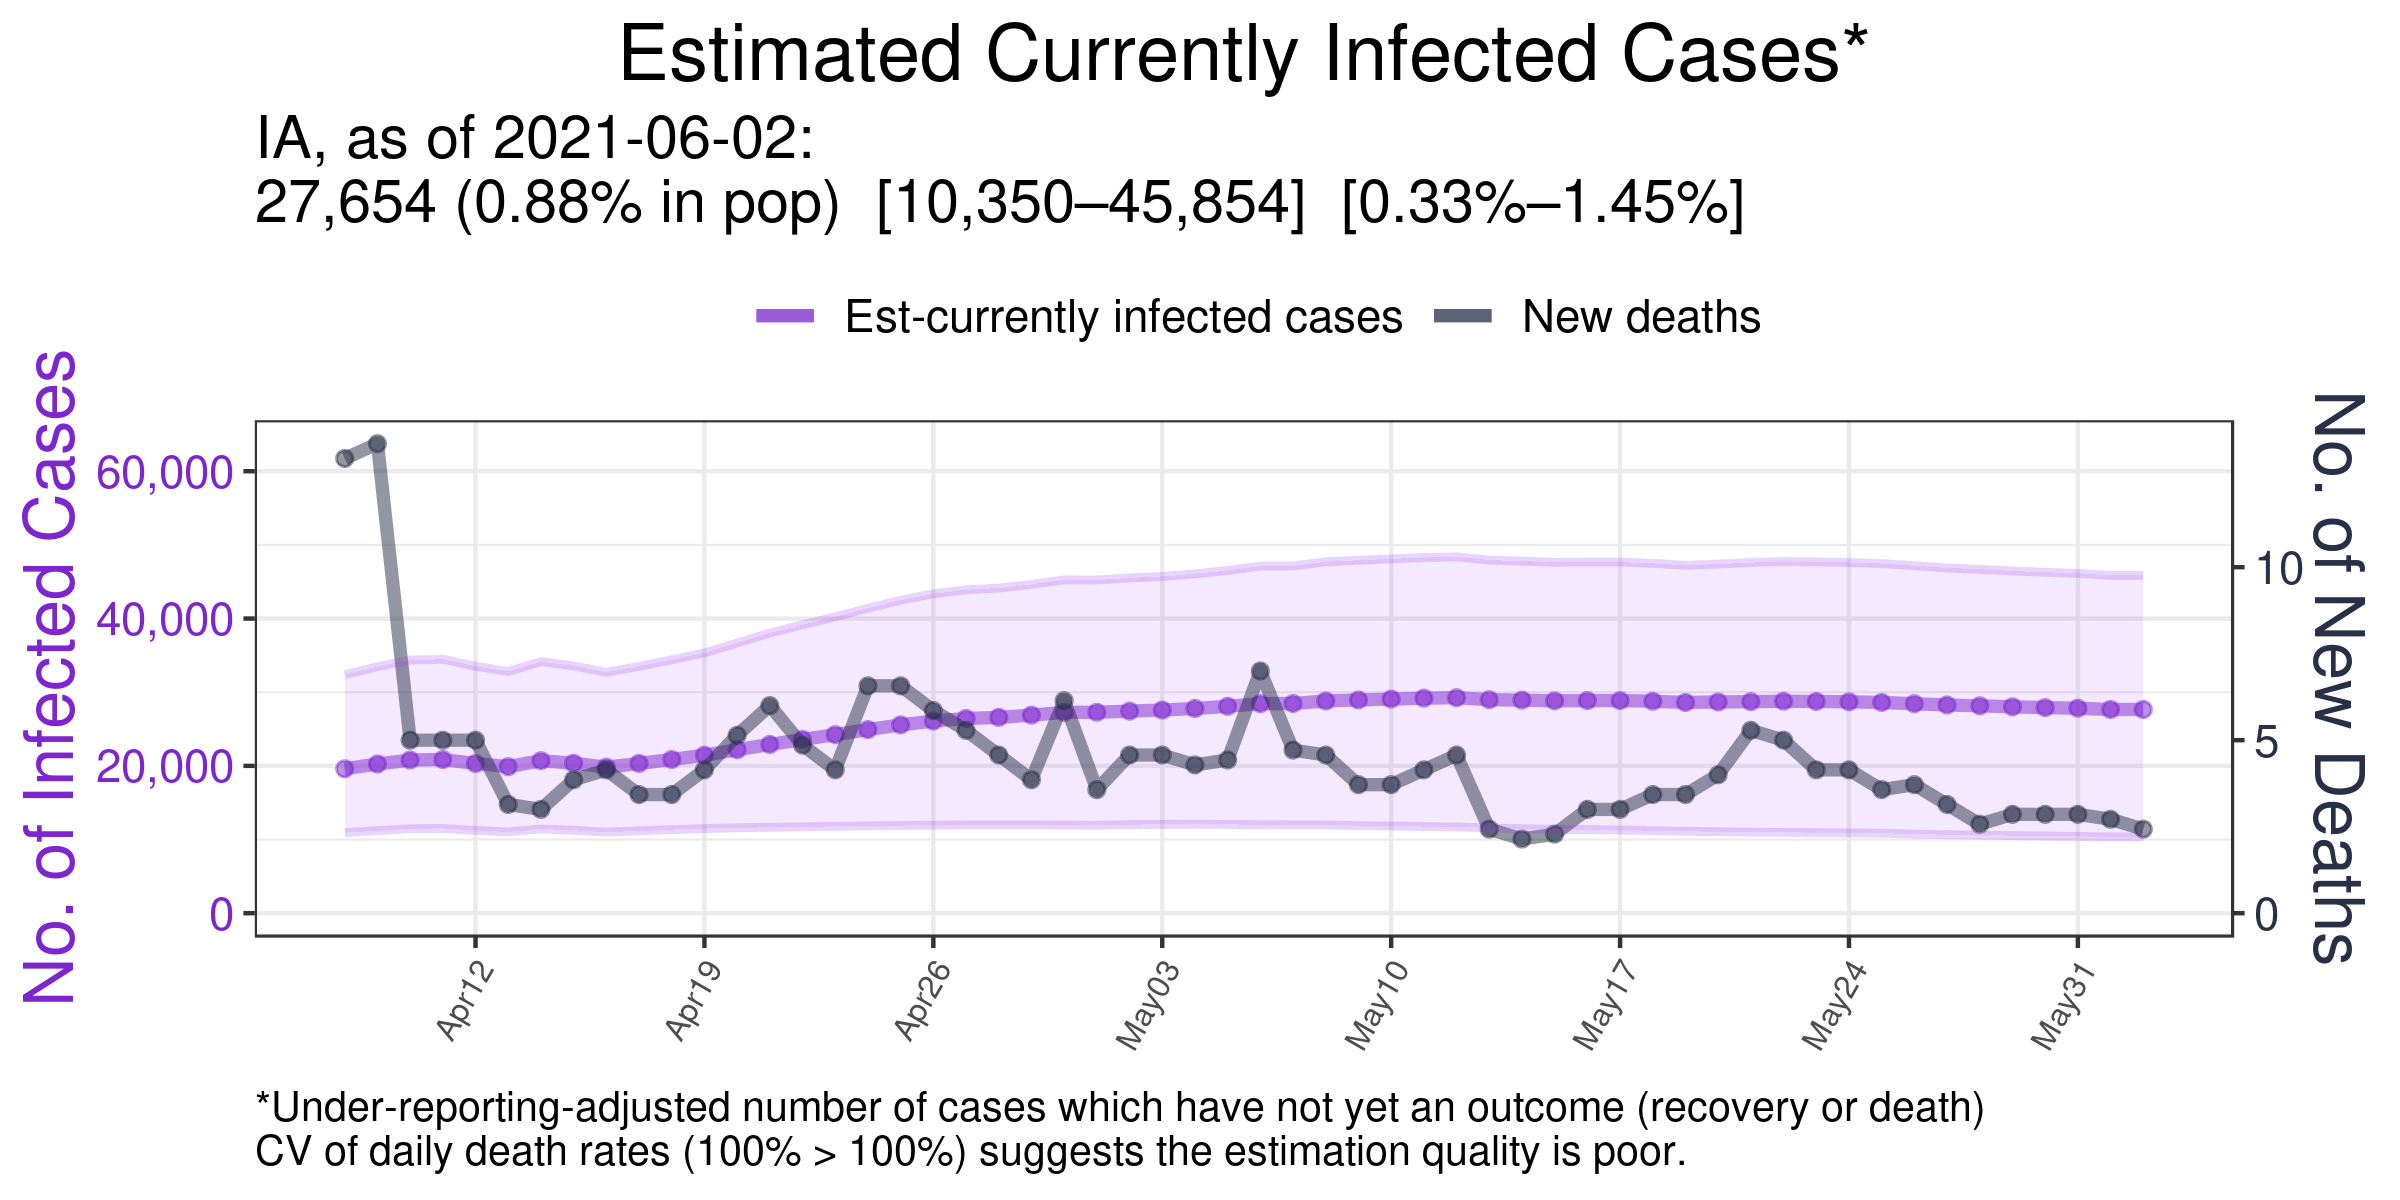 Estimated Currently Infected Cases*
IA, as of 2021-06-02:
27,654 (0.88% in pop)  [10,350–45,854]  [0.33%–1.45%]
Est-currently infected cases
New deaths
No. of Infected Cases
60,000
40,000
20,000
0
10
5
0
No. of New Deaths
Apr12
Apr19
Apr26
May03
May10
May17
May24
May31
*Under-reporting-adjusted number of cases which have not yet an outcome (recovery or death)
CV of daily death rates (100% > 100%) suggests the estimation quality is poor.